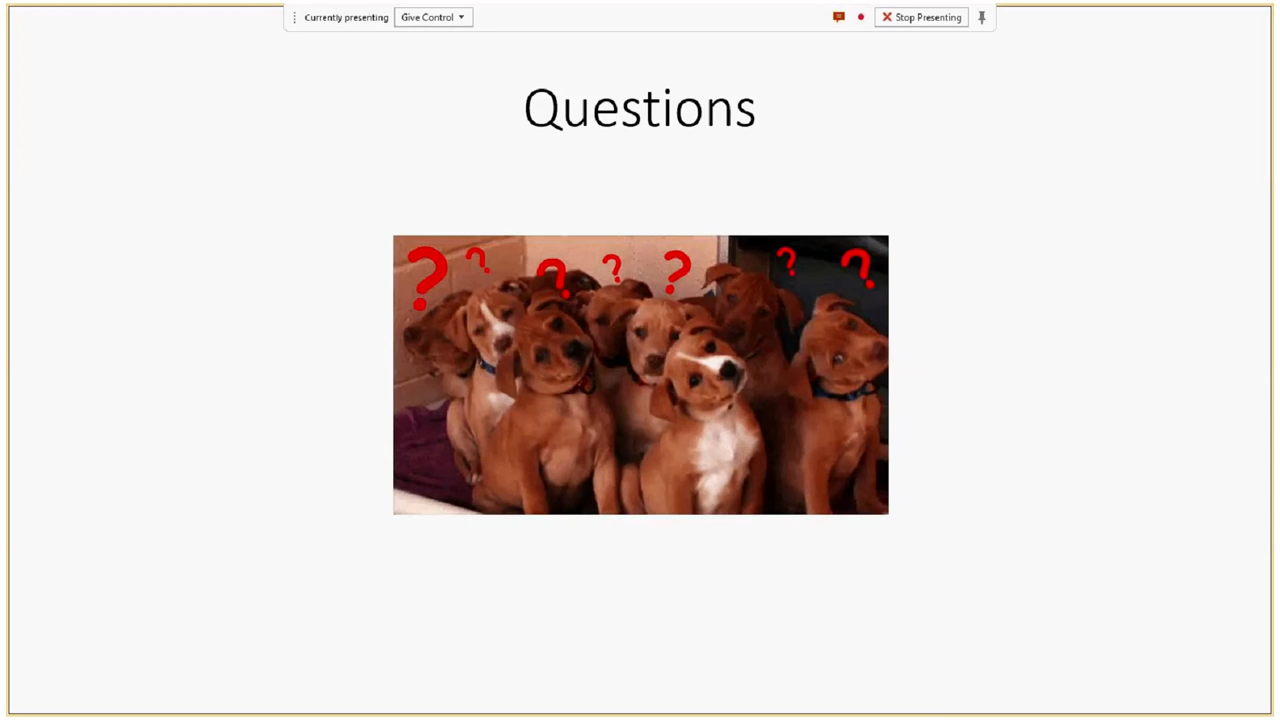 Currently presenting Give Control Stop Presenting
Questions
? ? ? ? ? ? ?